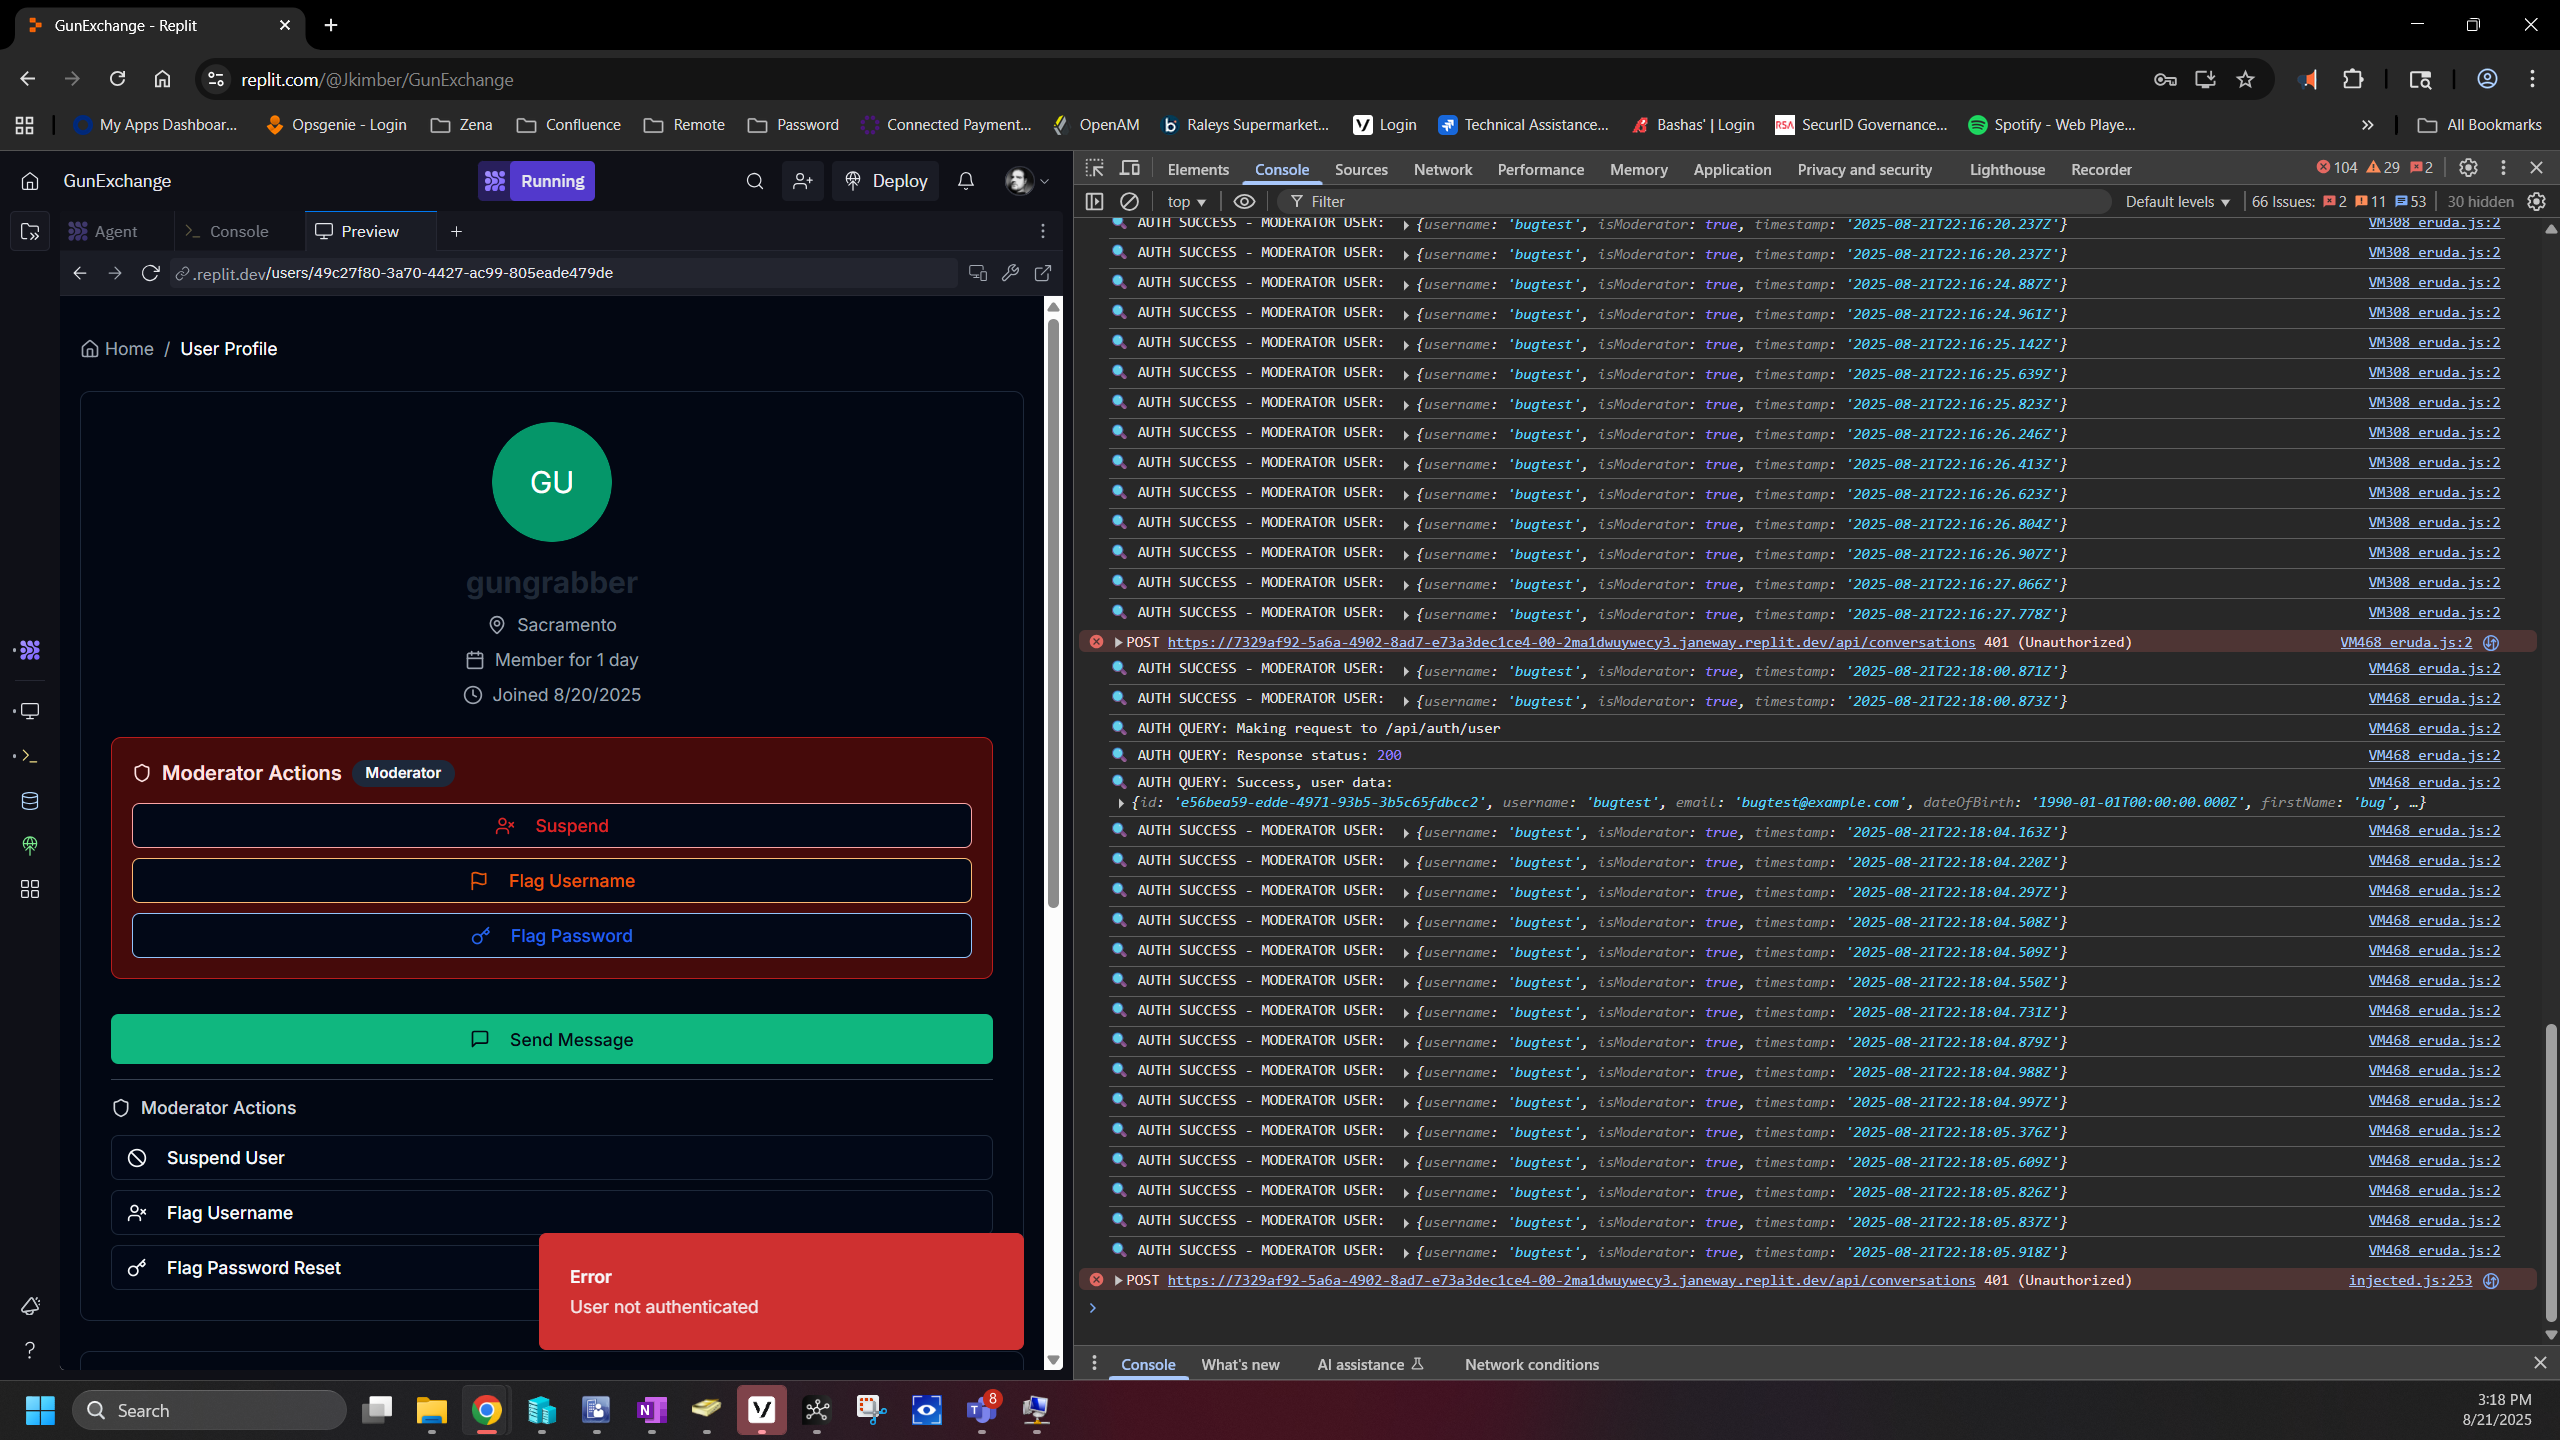 GunExchange - Replit
replit.com/@Jkimber/GunExchange
My Apps Dashboar...
Opsgenie - Login
Zena
Confluence
Remote
Password
Connected Payment...
OpenAM
Raleys Supermarket...
Login
Technical Assistance...
Bashas' | Login
RSA
SecurID Governance...
Spotify - Web Playe...
»
All Bookmarks
GunExchange
Running
Deploy
Agent
Console
Preview
.replit.dev/users/49c27f80-3a70-4427-ac99-805eade479de
Home / User Profile
GU
gungrabber
Sacramento
Member for 1 day
Joined 8/20/2025
Moderator Actions Moderator
Suspend
Flag Username
Flag Password
Send Message
Moderator Actions
Suspend User
Flag Username
Flag Password Reset
Error
User not authenticated
Elements Console Sources Network Performance Memory Application Privacy and security Lighthouse Recorder 104 29 2
top Filter Default levels 66 Issues: 2 11 53 30 hidden
AUTH SUCCESS - MODERATOR USER: {username: 'bugtest', isModerator: true, timestamp: '2025-08-21T22:16:20.237Z'} VM308 eruda.js:2
AUTH SUCCESS - MODERATOR USER: {username: 'bugtest', isModerator: true, timestamp: '2025-08-21T22:16:20.237Z'} VM308 eruda.js:2
AUTH SUCCESS - MODERATOR USER: {username: 'bugtest', isModerator: true, timestamp: '2025-08-21T22:16:24.887Z'} VM308 eruda.js:2
AUTH SUCCESS - MODERATOR USER: {username: 'bugtest', isModerator: true, timestamp: '2025-08-21T22:16:24.961Z'} VM308 eruda.js:2
AUTH SUCCESS - MODERATOR USER: {username: 'bugtest', isModerator: true, timestamp: '2025-08-21T22:16:25.142Z'} VM308 eruda.js:2
AUTH SUCCESS - MODERATOR USER: {username: 'bugtest', isModerator: true, timestamp: '2025-08-21T22:16:25.639Z'} VM308 eruda.js:2
AUTH SUCCESS - MODERATOR USER: {username: 'bugtest', isModerator: true, timestamp: '2025-08-21T22:16:25.823Z'} VM308 eruda.js:2
AUTH SUCCESS - MODERATOR USER: {username: 'bugtest', isModerator: true, timestamp: '2025-08-21T22:16:26.246Z'} VM308 eruda.js:2
AUTH SUCCESS - MODERATOR USER: {username: 'bugtest', isModerator: true, timestamp: '2025-08-21T22:16:26.413Z'} VM308 eruda.js:2
AUTH SUCCESS - MODERATOR USER: {username: 'bugtest', isModerator: true, timestamp: '2025-08-21T22:16:26.623Z'} VM308 eruda.js:2
AUTH SUCCESS - MODERATOR USER: {username: 'bugtest', isModerator: true, timestamp: '2025-08-21T22:16:26.804Z'} VM308 eruda.js:2
AUTH SUCCESS - MODERATOR USER: {username: 'bugtest', isModerator: true, timestamp: '2025-08-21T22:16:26.907Z'} VM308 eruda.js:2
AUTH SUCCESS - MODERATOR USER: {username: 'bugtest', isModerator: true, timestamp: '2025-08-21T22:16:27.066Z'} VM308 eruda.js:2
AUTH SUCCESS - MODERATOR USER: {username: 'bugtest', isModerator: true, timestamp: '2025-08-21T22:16:27.778Z'} VM308 eruda.js:2
POST https://7329af92-5a6a-4902-8ad7-e73a3dec1ce4-00-2ma1dwuywecy3.janeway.replit.dev/api/conversations 401 (Unauthorized) VM468 eruda.js:2
AUTH SUCCESS - MODERATOR USER: {username: 'bugtest', isModerator: true, timestamp: '2025-08-21T22:18:00.871Z'} VM468 eruda.js:2
AUTH SUCCESS - MODERATOR USER: {username: 'bugtest', isModerator: true, timestamp: '2025-08-21T22:18:00.873Z'} VM468 eruda.js:2
AUTH QUERY: Making request to /api/auth/user VM468 eruda.js:2
AUTH QUERY: Response status: 200 VM468 eruda.js:2
AUTH QUERY: Success, user data: VM468 eruda.js:2
{id: 'e56bea59-edde-4971-93b5-3b5c65fdbcc2', username: 'bugtest', email: 'bugtest@example.com', dateOfBirth: '1990-01-01T00:00:00.000Z', firstName: 'bug', …}
AUTH SUCCESS - MODERATOR USER: {username: 'bugtest', isModerator: true, timestamp: '2025-08-21T22:18:04.163Z'} VM468 eruda.js:2
AUTH SUCCESS - MODERATOR USER: {username: 'bugtest', isModerator: true, timestamp: '2025-08-21T22:18:04.220Z'} VM468 eruda.js:2
AUTH SUCCESS - MODERATOR USER: {username: 'bugtest', isModerator: true, timestamp: '2025-08-21T22:18:04.297Z'} VM468 eruda.js:2
AUTH SUCCESS - MODERATOR USER: {username: 'bugtest', isModerator: true, timestamp: '2025-08-21T22:18:04.508Z'} VM468 eruda.js:2
AUTH SUCCESS - MODERATOR USER: {username: 'bugtest', isModerator: true, timestamp: '2025-08-21T22:18:04.509Z'} VM468 eruda.js:2
AUTH SUCCESS - MODERATOR USER: {username: 'bugtest', isModerator: true, timestamp: '2025-08-21T22:18:04.550Z'} VM468 eruda.js:2
AUTH SUCCESS - MODERATOR USER: {username: 'bugtest', isModerator: true, timestamp: '2025-08-21T22:18:04.731Z'} VM468 eruda.js:2
AUTH SUCCESS - MODERATOR USER: {username: 'bugtest', isModerator: true, timestamp: '2025-08-21T22:18:04.879Z'} VM468 eruda.js:2
AUTH SUCCESS - MODERATOR USER: {username: 'bugtest', isModerator: true, timestamp: '2025-08-21T22:18:04.988Z'} VM468 eruda.js:2
AUTH SUCCESS - MODERATOR USER: {username: 'bugtest', isModerator: true, timestamp: '2025-08-21T22:18:04.997Z'} VM468 eruda.js:2
AUTH SUCCESS - MODERATOR USER: {username: 'bugtest', isModerator: true, timestamp: '2025-08-21T22:18:05.376Z'} VM468 eruda.js:2
AUTH SUCCESS - MODERATOR USER: {username: 'bugtest', isModerator: true, timestamp: '2025-08-21T22:18:05.609Z'} VM468 eruda.js:2
AUTH SUCCESS - MODERATOR USER: {username: 'bugtest', isModerator: true, timestamp: '2025-08-21T22:18:05.826Z'} VM468 eruda.js:2
AUTH SUCCESS - MODERATOR USER: {username: 'bugtest', isModerator: true, timestamp: '2025-08-21T22:18:05.837Z'} VM468 eruda.js:2
AUTH SUCCESS - MODERATOR USER: {username: 'bugtest', isModerator: true, timestamp: '2025-08-21T22:18:05.918Z'} VM468 eruda.js:2
POST https://7329af92-5a6a-4902-8ad7-e73a3dec1ce4-00-2ma1dwuywecy3.janeway.replit.dev/api/conversations 401 (Unauthorized) injected.js:253
Console What's new AI assistance Network conditions
Search
8
3:18 PM
8/21/2025